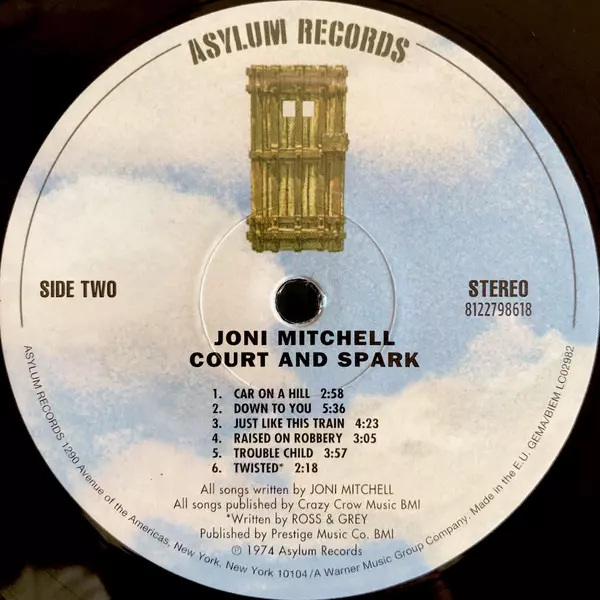 ASYLUM RECORDS
SIDE TWO
STEREO
8122798618
JONI MITCHELL
COURT AND SPARK
1. CAR ON A HILL 2:58
2. DOWN TO YOU 5:36
3. JUST LIKE THIS TRAIN 4:23
4. RAISED ON ROBBERY 3:05
5. TROUBLE CHILD 3:57
6. TWISTED* 2:18
All songs written by JONI MITCHELL
All songs published by Crazy Crow Music BMI
*Written by ROSS & GREY
Published by Prestige Music Co. BMI
℗ 1974 Asylum Records
ASYLUM RECORDS 1290 Avenue of the Americas, New York, New York 10104/A Warner Music Group Company. Made in the E.U. GEMA/BIEM LC02982